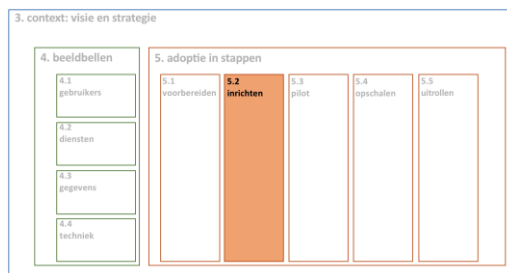 3. context: visie en strategie
4. beeldbellen
4.1
gebruikers
4.2
diensten
4.3
gegevens
4.4
techniek
5. adoptie in stappen
5.1
voorbereiden
5.2
inrichten
5.3
pilot
5.4
opschalen
5.5
uitrollen